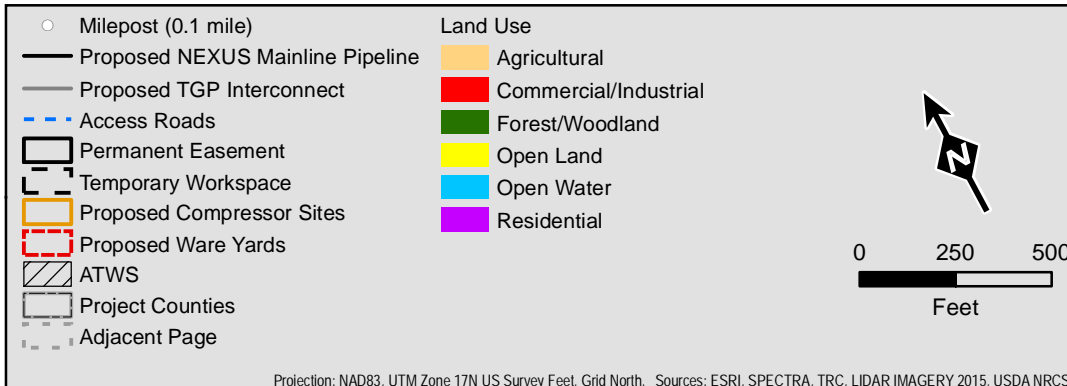 Milepost (0.1 mile)
Proposed NEXUS Mainline Pipeline
Proposed TGP Interconnect
Access Roads
Permanent Easement
Temporary Workspace
Proposed Compressor Sites
Proposed Ware Yards
ATWS
Project Counties
Adjacent Page
Land Use
Agricultural
Commercial/Industrial
Forest/Woodland
Open Land
Open Water
Residential
N
0 250 500
Feet
Projection: NAD83, UTM Zone 17N US Survey Feet, Grid North, Sources: ESRI, SPECTRA, TRC, LIDAR IMAGERY 2015, USDA NRCS